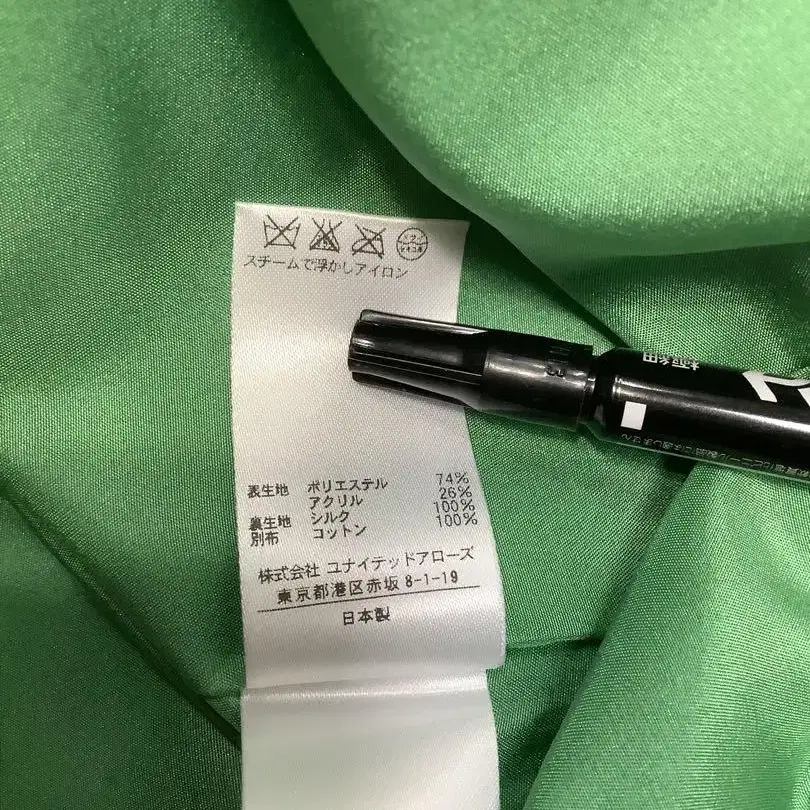 スチームで浮かしアイロン
表生地 ポリエステル 74%
アクリル 26%
裏生地 シルク 100%
別布 コットン 100%
株式会社 ユナイテッドアローズ
東京都港区赤坂 8-1-19
日本製
極細